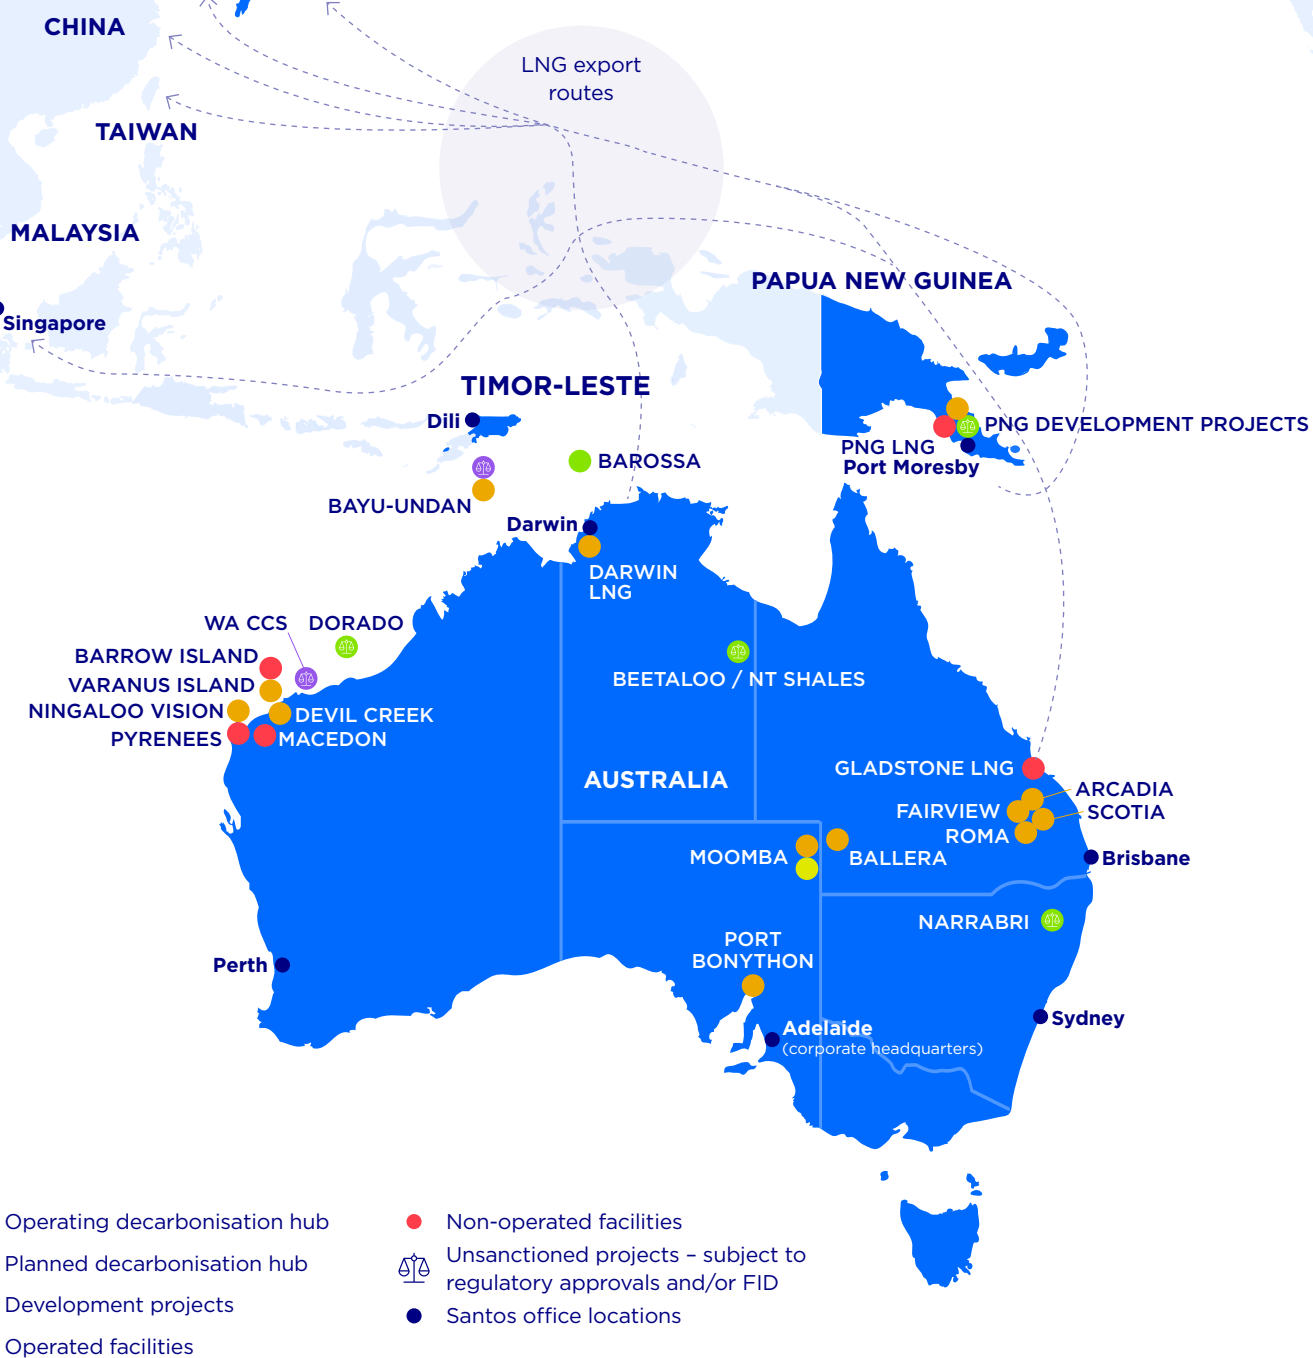 CHINA
LNG export
routes
TAIWAN
MALAYSIA
PAPUA NEW GUINEA
Singapore
TIMOR-LESTE
Dili
PNG DEVELOPMENT PROJECTS
PNG LNG
Port Moresby
BAROSSA
BAYU-UNDAN
Darwin
DARWIN
LNG
WA CCS
DORADO
BARROW ISLAND
VARANUS ISLAND
NINGALOO VISION
DEVIL CREEK
PYRENEES
MACEDON
BEETALOO / NT SHALES
AUSTRALIA
GLADSTONE LNG
ARCADIA
FAIRVIEW
SCOTIA
ROMA
MOOMBA
BALLERA
Brisbane
NARRABRI
PORT
BONYTHON
Perth
Sydney
Adelaide
(corporate headquarters)
Operating decarbonisation hub
Planned decarbonisation hub
Development projects
Operated facilities
Non-operated facilities
Unsanctioned projects – subject to
regulatory approvals and/or FID
Santos office locations